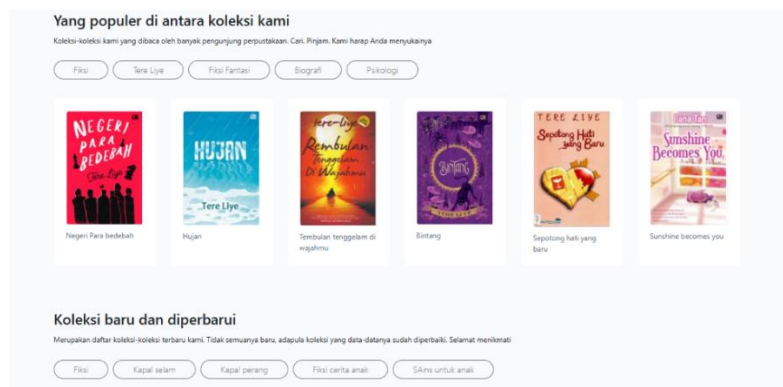 Yang populer di antara koleksi kami
Koleksi-koleksi kami yang dibaca oleh banyak pengunjung perpustakaan. Cari. Pinjam. Kami harap Anda menyukainya
Fiksi
Tere Liye
Fiksi Fantasi
Biografi
Psikologi
NEGERI
PARA
BEDEBAH
Tere Liye
HUJAN
Tere Liye
tere-liye
Rembulan
Tenggelam
Di Wajahmu
BINTANG
TERE LIYE
TERE LIYE
Sepotong Hati
yang Baru
Ilana Tan
Sunshine
Becomes You
Negeri Para bedebah
Hujan
Tembulan tenggelam di
wajahmu
Bintang
Sepotong hati yang
baru
Sunshine becomes you
Koleksi baru dan diperbarui
Merupakan daftar koleksi-koleksi terbaru kami. Tidak semuanya baru, adapula koleksi yang data-datanya sudah diperbaiki. Selamat menikmati
Fiksi
Kapal selam
Kapal perang
Fiksi cerita anak
SAins untuk anak